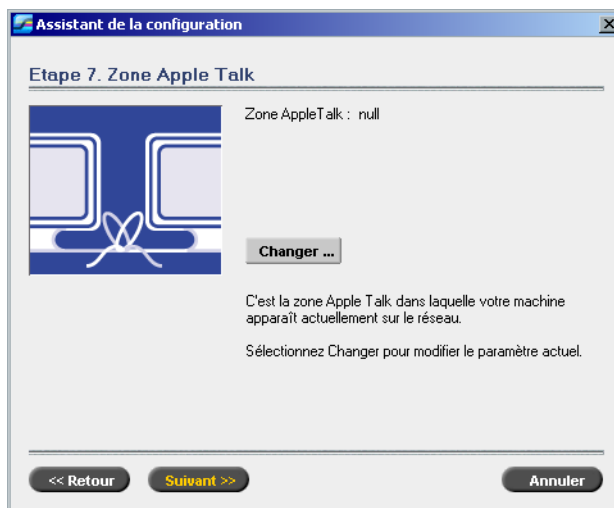 Assistant de la configuration
Etape 7. Zone Apple Talk
Zone AppleTalk : null
Changer ...
C'est la zone Apple Talk dans laquelle votre machine
apparaît actuellement sur le réseau.
Sélectionnez Changer pour modifier le paramètre actuel.
<< Retour
Suivant >>
Annuler